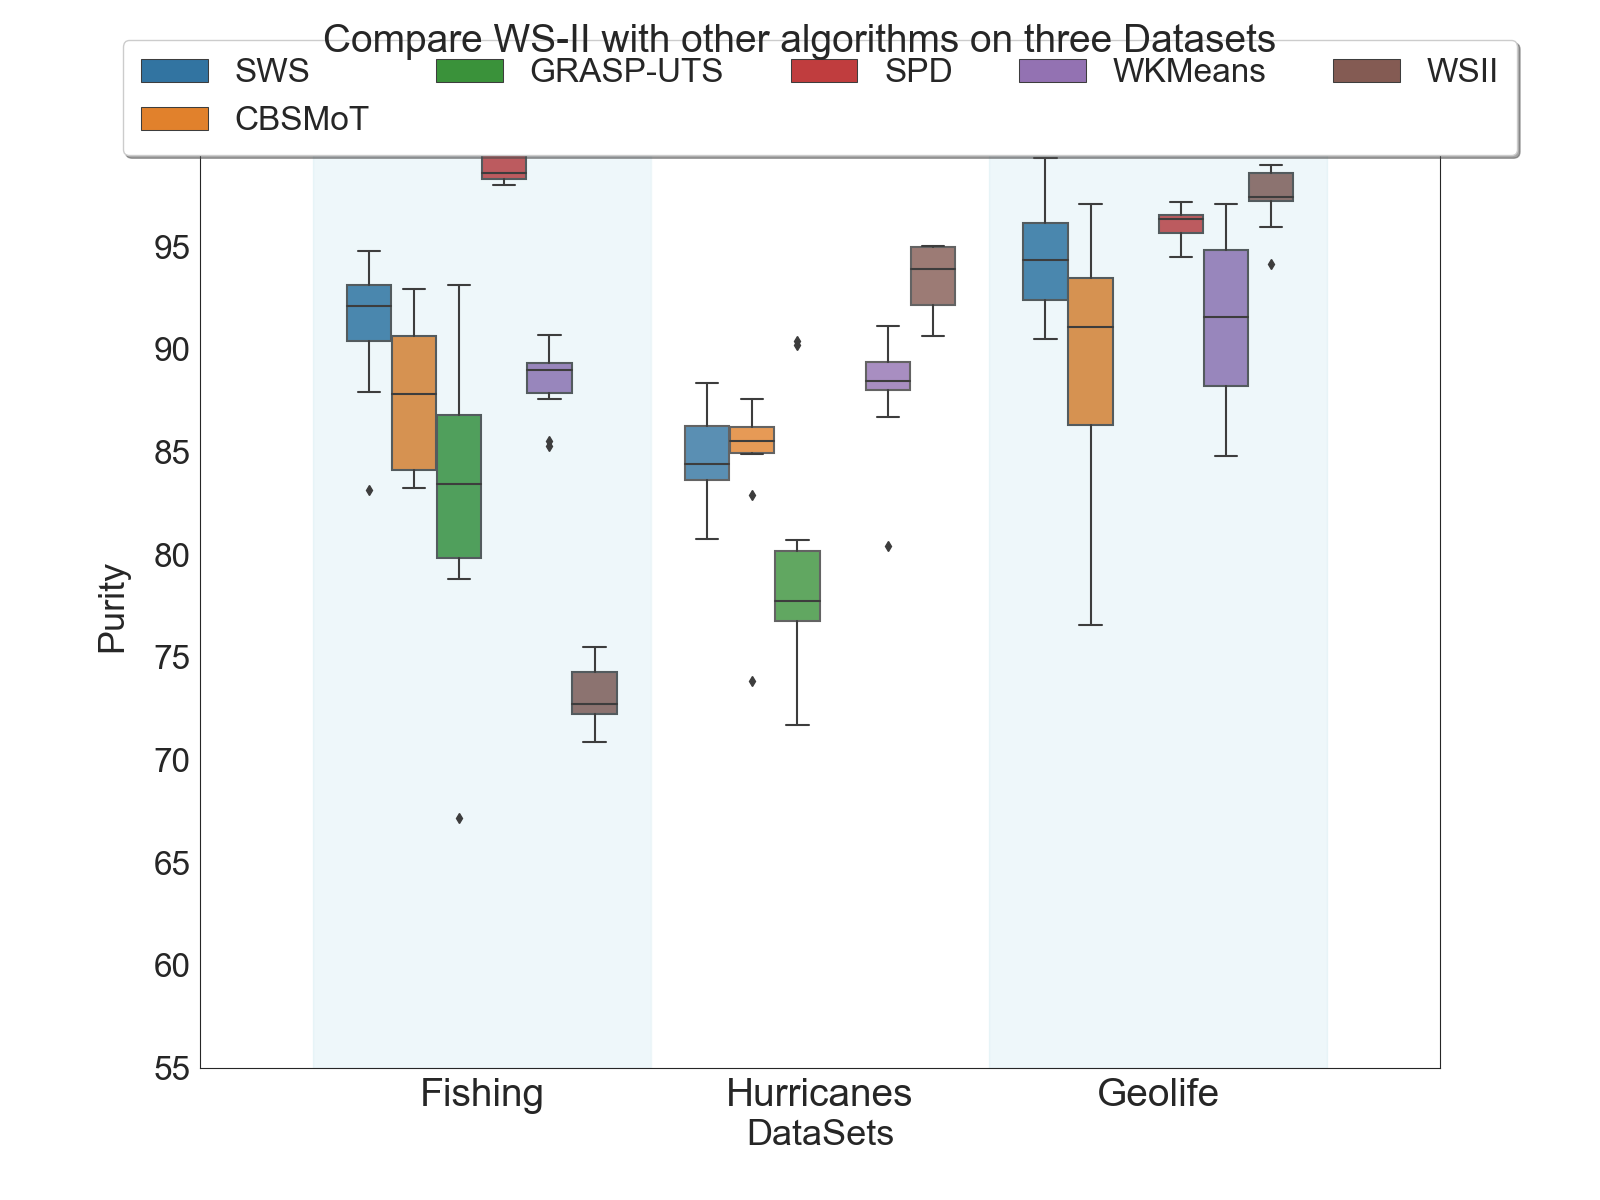 Compare WS-II with other algorithms on three Datasets
SWS GRASP-UTS SPD WKMeans WSII
CBSMoT
95
90
85
80
75
70
65
60
55
Purity
Fishing Hurricanes Geolife
DataSets